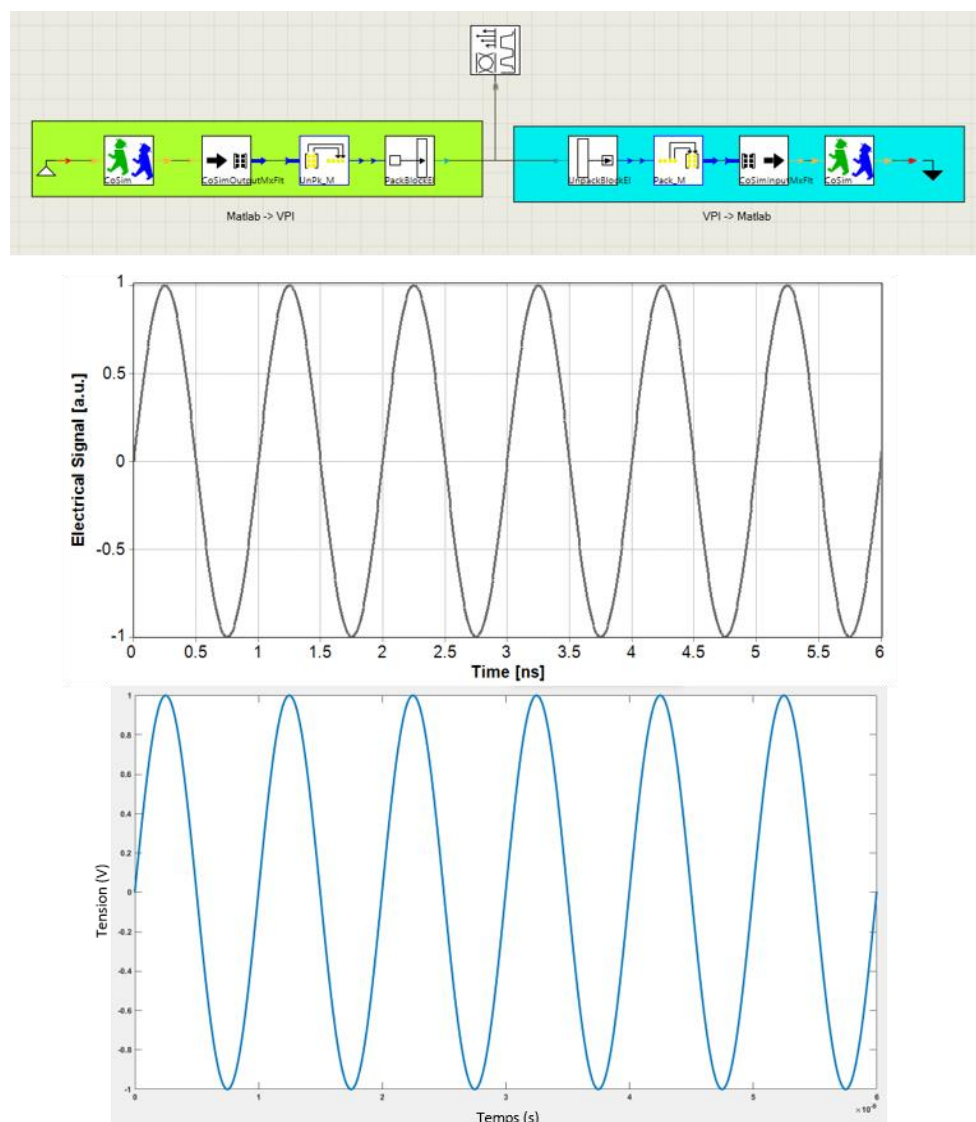 CoSim CoSimOutputMxFlt UnPk_M PackBlockEl UnpackBlockEl Pack_M CoSimInputMxFlt CoSim
Matlab -> VPI VPI -> Matlab
Electrical Signal [a.u.]
1
0.5
0
-0.5
-1
0 0.5 1 1.5 2 2.5 3 3.5 4 4.5 5 5.5 6
Time [ns]
Tension (V)
1
0.8
0.6
0.4
0.2
0
-0.2
-0.4
-0.6
-0.8
-1
0 1 2 3 4 5 6
Temps (s)